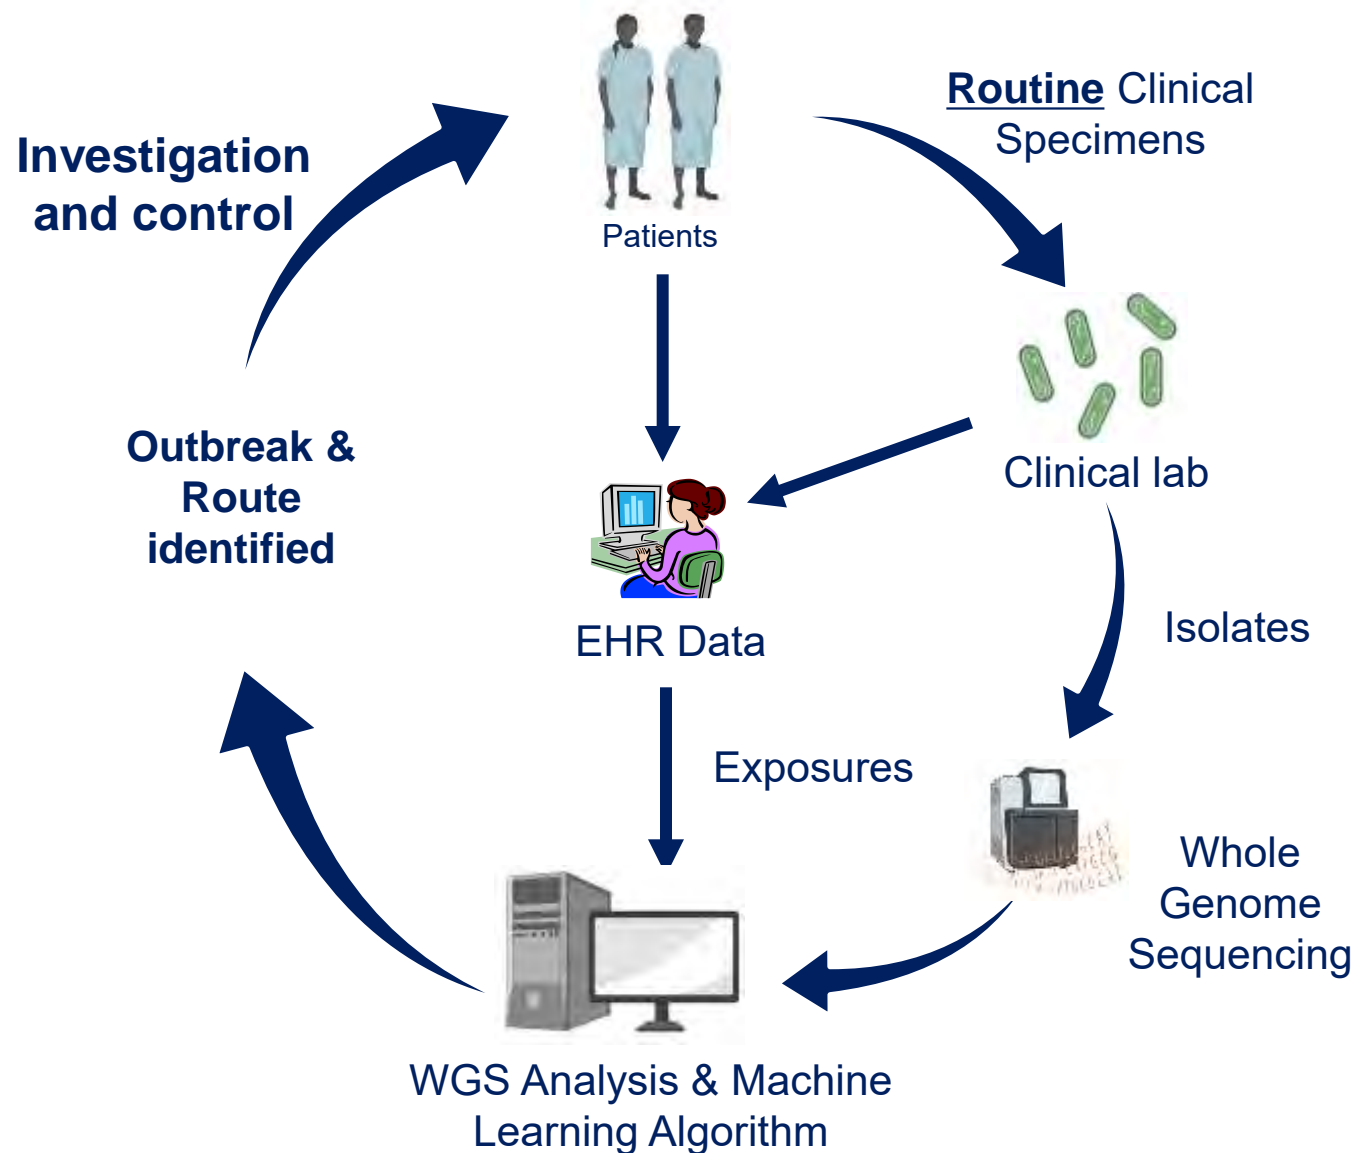 Routine Clinical
Specimens
Investigation
and control
Patients
Outbreak &
Route
identified
Clinical lab
EHR Data
Isolates
Exposures
Whole
Genome
Sequencing
WGS Analysis & Machine
Learning Algorithm